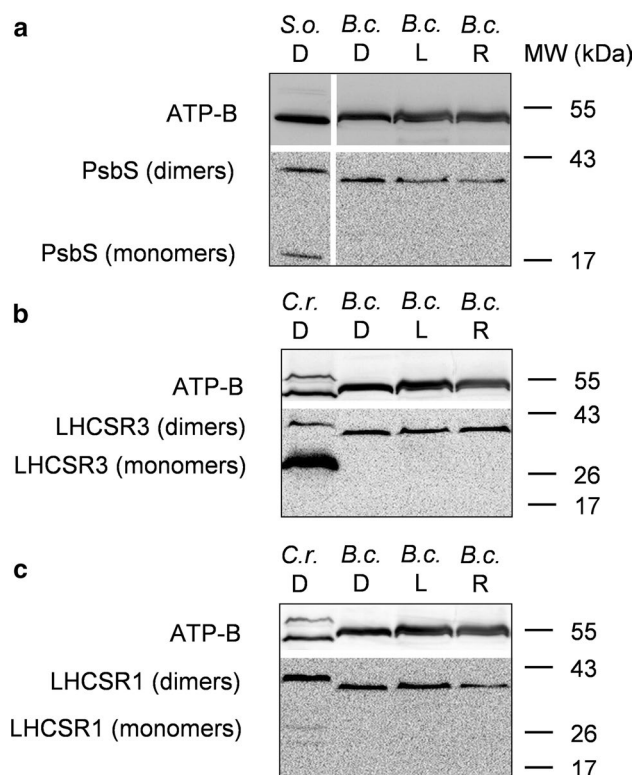 a
S.o. B.c. B.c. B.c.
D D L R MW (kDa)
ATP-B 55
43
PsbS (dimers)
PsbS (monomers) 17
b
C.r. B.c. B.c. B.c.
D D L R
ATP-B 55
LHCSR3 (dimers) 43
LHCSR3 (monomers) 26
17
c
C.r. B.c. B.c. B.c.
D D L R
ATP-B 55
43
LHCSR1 (dimers)
LHCSR1 (monomers) 26
17